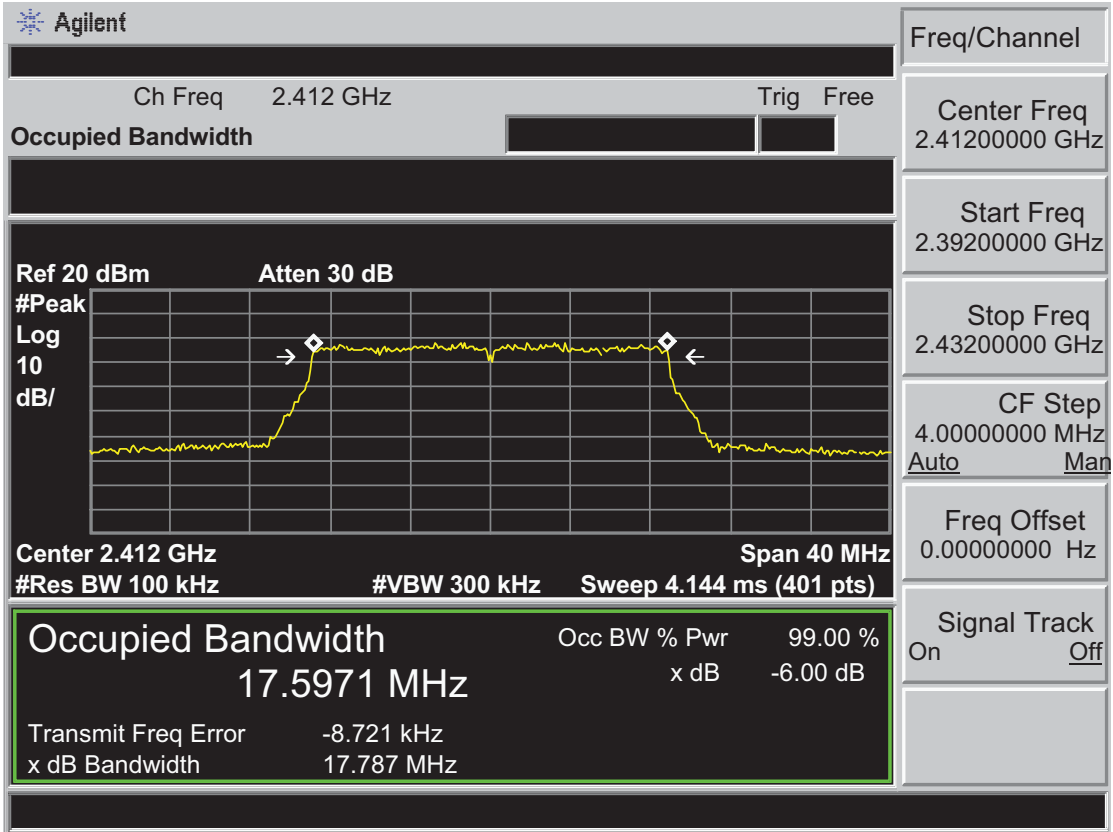 Agilent
Freq/Channel
Ch Freq 2.412 GHz Trig Free
Occupied Bandwidth
Center Freq
2.41200000 GHz
Start Freq
2.39200000 GHz
Stop Freq
2.43200000 GHz
CF Step
4.00000000 MHz
Auto Man
Freq Offset
0.00000000 Hz
Signal Track
On Off
Ref 20 dBm Atten 30 dB
#Peak
Log
10
dB/
Center 2.412 GHz Span 40 MHz
#Res BW 100 kHz #VBW 300 kHz Sweep 4.144 ms (401 pts)
Occupied Bandwidth Occ BW % Pwr 99.00 %
17.5971 MHz x dB -6.00 dB
Transmit Freq Error -8.721 kHz
x dB Bandwidth 17.787 MHz